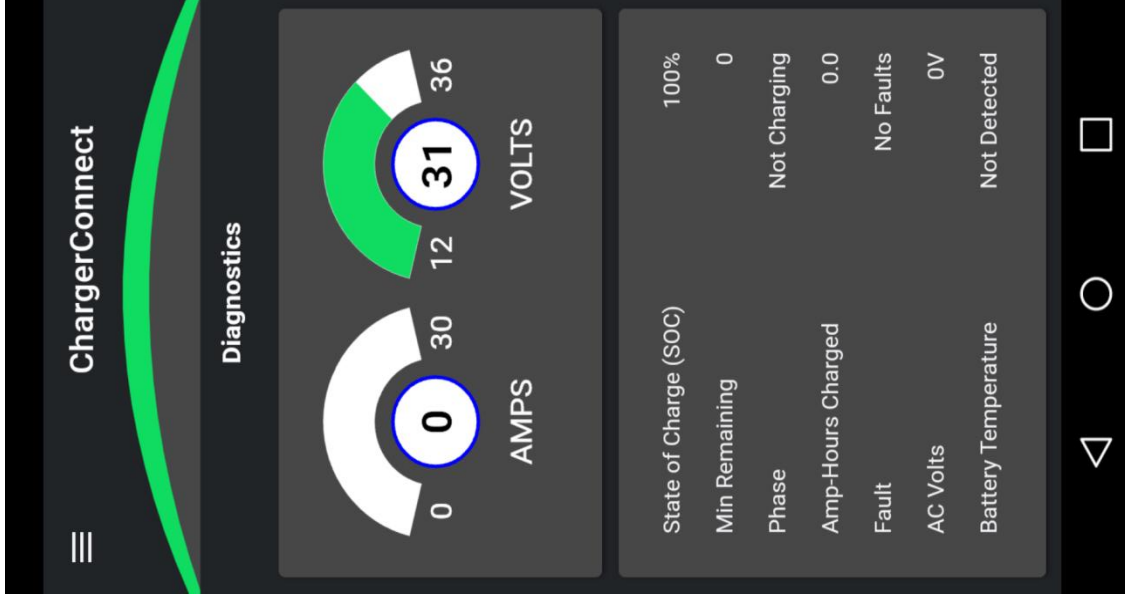 ChargerConnect
Diagnostics
0
0
30
AMPS
12
31
36
VOLTS
State of Charge (SOC) 100%
Min Remaining 0
Phase Not Charging
Amp-Hours Charged 0.0
Fault No Faults
AC Volts 0V
Battery Temperature Not Detected